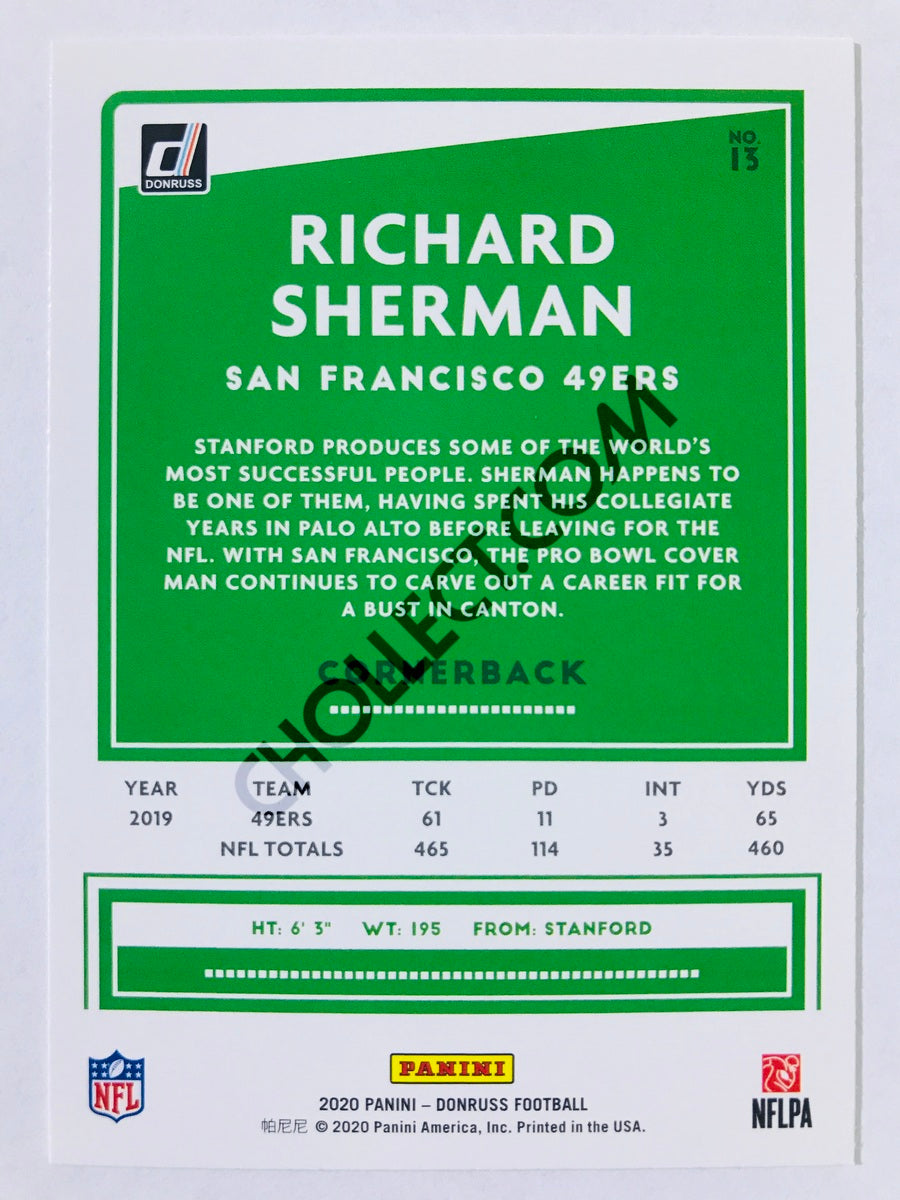 DONRUSS
NO.
13
RICHARD
SHERMAN
SAN FRANCISCO 49ERS
STANFORD PRODUCES SOME OF THE WORLD'S
MOST SUCCESSFUL PEOPLE. SHERMAN HAPPENS TO
BE ONE OF THEM, HAVING SPENT HIS COLLEGIATE
YEARS IN PALO ALTO BEFORE LEAVING FOR THE
NFL. WITH SAN FRANCISCO, THE PRO BOWL COVER
MAN CONTINUES TO CARVE OUT A CAREER FIT FOR
A BUST IN CANTON.
CORNERBACK
CHOLLECT.COM
YEAR TEAM TCK PD INT YDS
2019 49ERS 61 11 3 65
NFL TOTALS 465 114 35 460
HT: 6' 3" WT: 195 FROM: STANFORD
NFL
PANINI
NFLPA
2020 PANINI – DONRUSS FOOTBALL
帕尼尼 © 2020 Panini America, Inc. Printed in the USA.